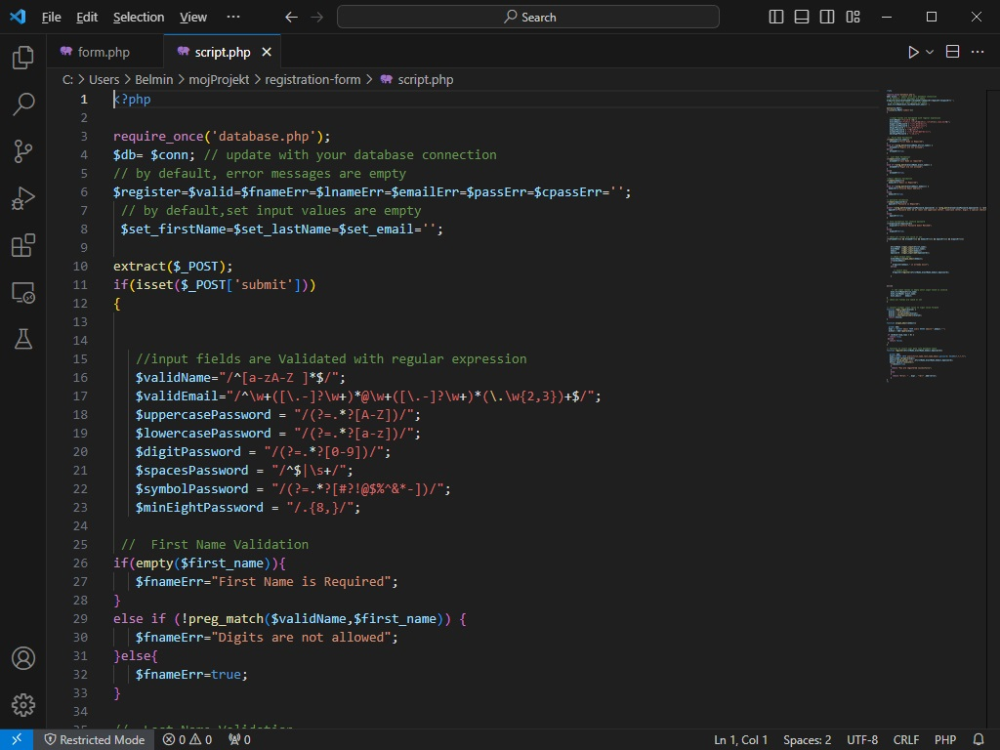 File Edit Selection View ··· Search
form.php script.php
C: > Users > Belmin > mojProjekt > registration-form > script.php
1 <?php
2
3 require_once('database.php');
4 $db= $conn; // update with your database connection
5 // by default, error messages are empty
6 $register=$valid=$fnameErr=$lnameErr=$emailErr=$passErr=$cpassErr='';
7 // by default,set input values are empty
8 $set_firstName=$set_lastName=$set_email='';
9
10 extract($_POST);
11 if(isset($_POST['submit']))
12 {
13
14
15 //input fields are Validated with regular expression
16 $validName="/^[a-zA-Z ]*$/";
17 $validEmail="/^\w+([\.-]?\w+)*@\w+([\.-]?\w+)*(\.\w{2,3})+$/";
18 $uppercasePassword = "/(?=.*?[A-Z])/";
19 $lowercasePassword = "/(?=.*?[a-z])/";
20 $digitPassword = "/(?=.*?[0-9])/";
21 $spacesPassword = "/^$|\s+/";
22 $symbolPassword = "/(?=.*?[#?!@$%^&*-])/";
23 $minEightPassword = "/.{8,}/";
24
25 //  First Name Validation
26 if(empty($first_name)){
27 $fnameErr="First Name is Required";
28 }
29 else if (!preg_match($validName,$first_name)) {
30 $fnameErr="Digits are not allowed";
31 }else{
32 $fnameErr=true;
33 }
34
35 //  Last Name Validation
Restricted Mode 0 0 0 Ln 1, Col 1 Spaces: 2 UTF-8 CRLF PHP